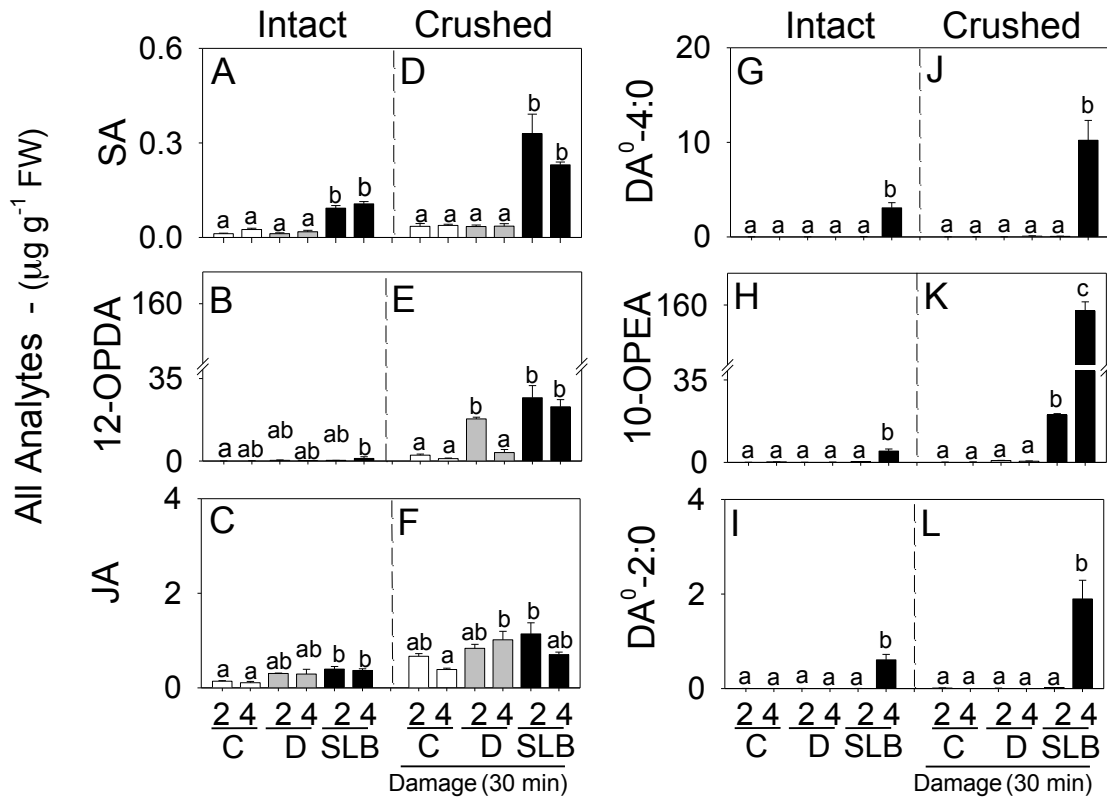 Intact Crushed Intact Crushed
All Analytes - (μg g⁻¹ FW)
SA
0.6
0.3
0.0
A
a a a a b b
D
a a a a b b
12-OPDA
160
35
0
B
a ab ab ab ab b
E
a a b a b b
JA
4
2
0
C
a a ab ab b b
F
ab a ab b b ab
2 4 2 4 2 4 2 4 2 4 2 4
C D SLB C D SLB
Damage (30 min)
DA⁰-4:0
20
10
0
G
a a a a a b
J
a a a a a b
10-OPEA
160
35
0
H
a a a a a b
K
a a a a b c
DA⁰-2:0
4
2
0
I
a a a a a b
L
a a a a a b
2 4 2 4 2 4 2 4 2 4 2 4
C D SLB C D SLB
Damage (30 min)